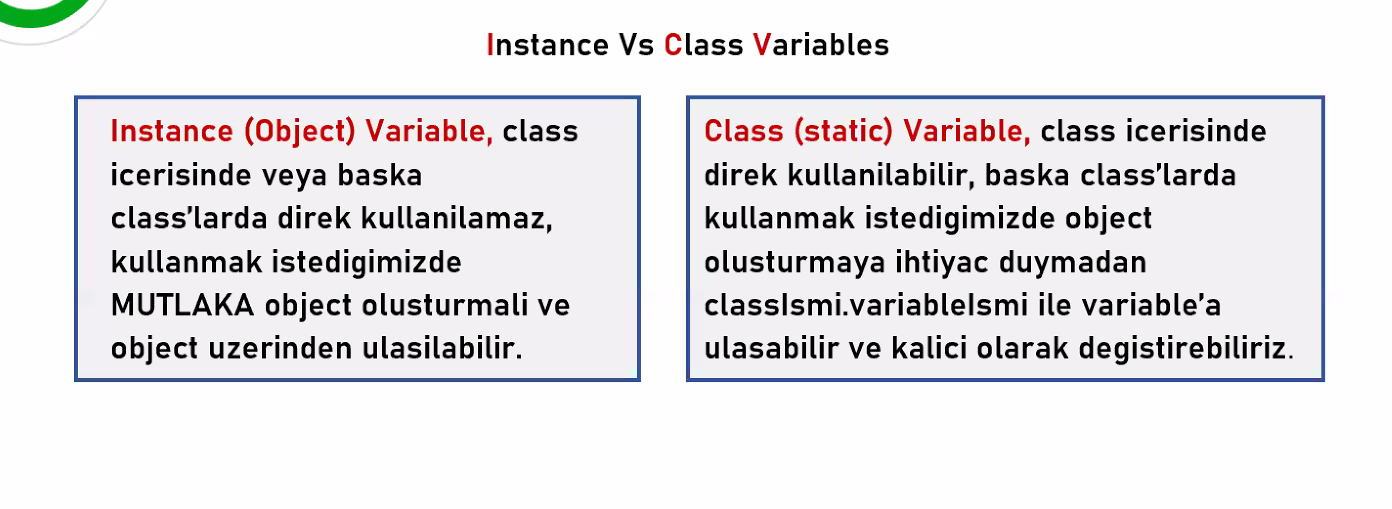 Instance Vs Class Variables
Instance (Object) Variable, class
icerisinde veya baska
class'larda direk kullanilamaz,
kullanmak istedigimizde
MUTLAKA object olusturmali ve
object uzerinden ulasilabilir.
Class (static) Variable, class icerisinde
direk kullanilabilir, baska class'larda
kullanmak istedigimizde object
olusturmaya ihtiyac duymadan
classIsmi.variableIsmi ile variable'a
ulasabilir ve kalici olarak degistirebiliriz.